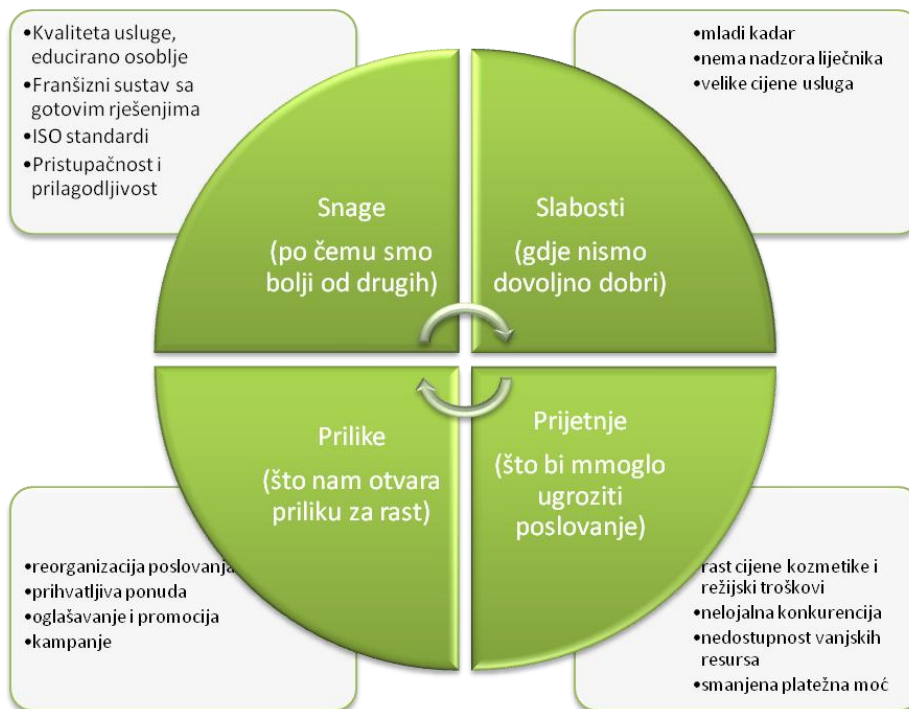 •Kvaliteta usluge,
educirano osoblje
•Franšizni sustav sa
gotovim rješenjima
•ISO standardi
•Pristupačnost i
prilagodljivost
•mladi kadar
•nema nadzora liječnika
•velike cijene usluga
Snage
(po čemu smo
bolji od drugih)
Slabosti
(gdje nismo
dovoljno dobri)
Prilike
(što nam otvara
priliku za rast)
Prijetnje
(što bi mmoglo
ugroziti
poslovanje)
•reorganizacija poslovanja
•prihvatljiva ponuda
•oglašavanje i promocija
•kampanje
rast cijene kozmetike i
režijski troškovi
•nelojalna konkurencija
•nedostupnost vanjskih
resursa
•smanjena platežna moć